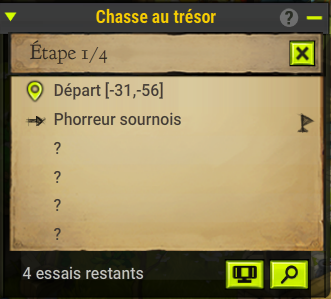 Chasse au trésor
?
Étape 1/4
Départ [-31,-56]
Phorreur sournois
?
?
?
?
4 essais restants